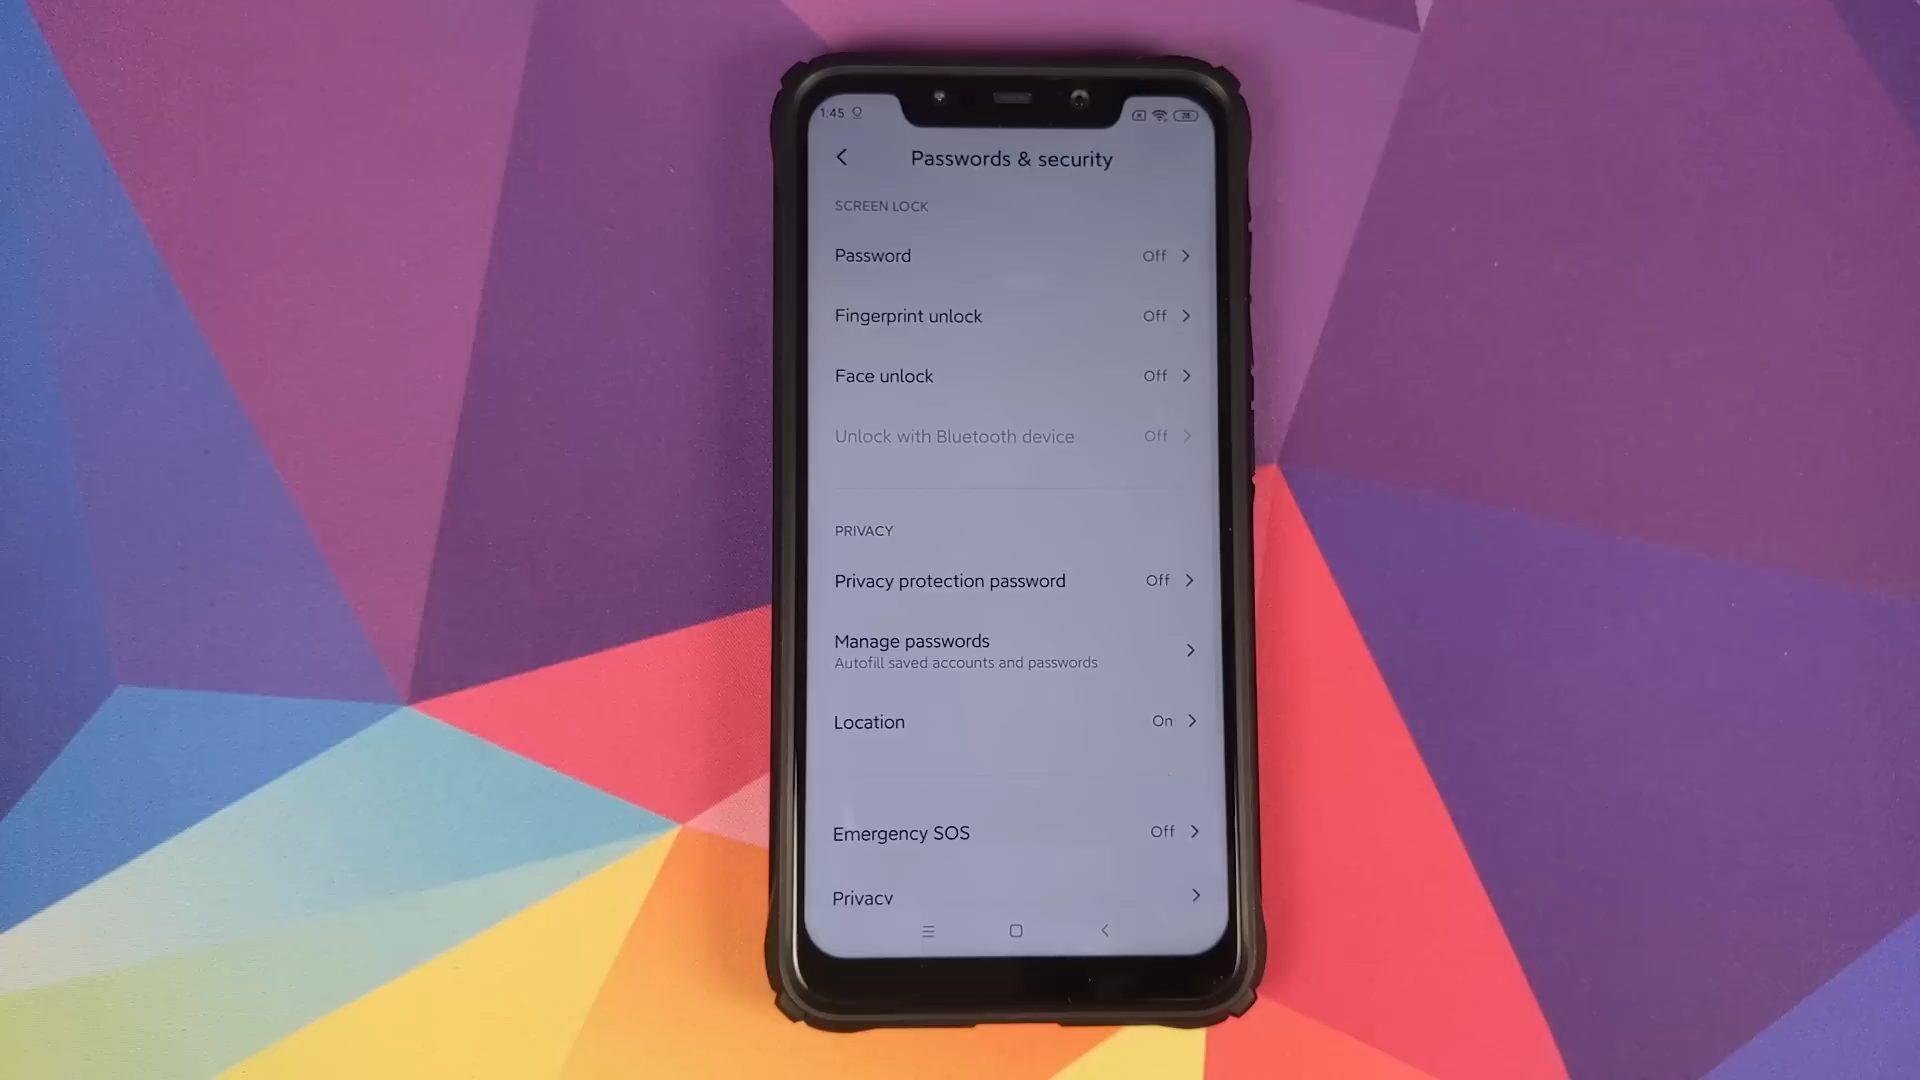 1:45
Passwords & security
SCREEN LOCK
Password Off
Fingerprint unlock Off
Face unlock Off
Unlock with Bluetooth device Off
PRIVACY
Privacy protection password Off
Manage passwords
Autofill saved accounts and passwords
Location On
Emergency SOS Off
Privacy